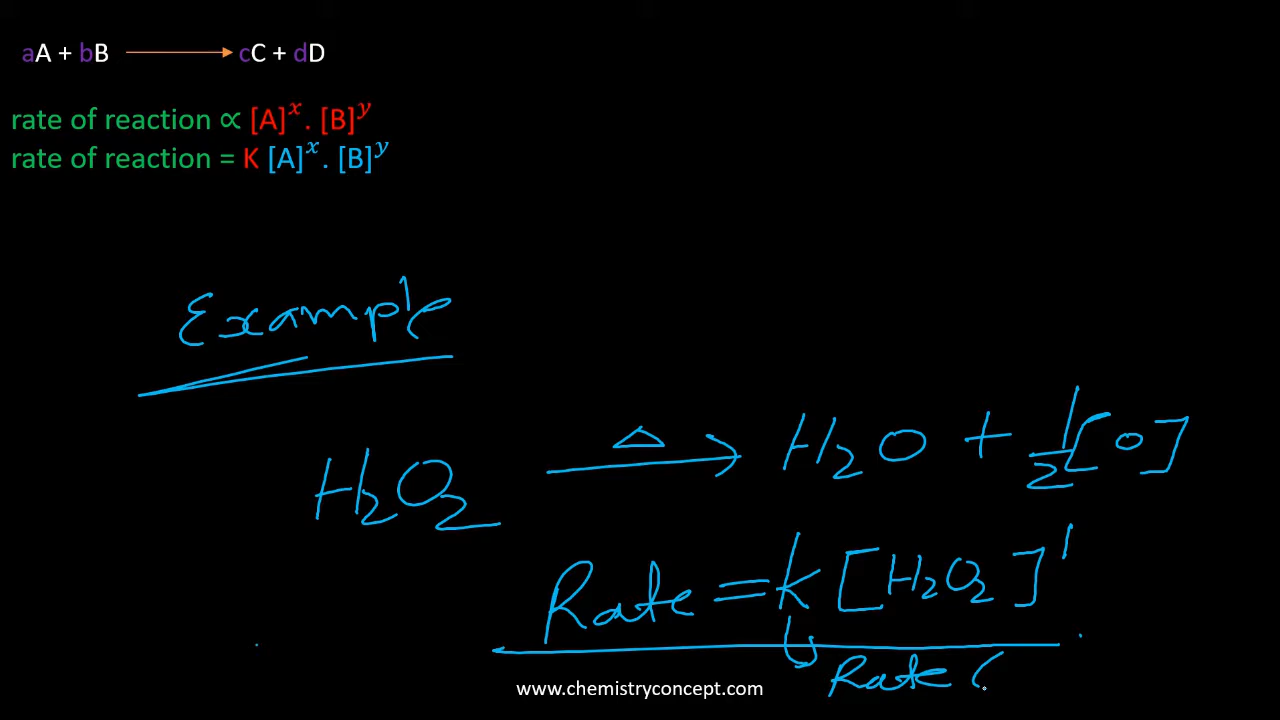 aA + bB ⟶ cC + dD
rate of reaction ∝ [A]ˣ . [B]ʸ
rate of reaction = K [A]ˣ . [B]ʸ
Example
H₂O₂ —Δ→ H₂O + 1/2[O]
Rate = k [H₂O₂]¹
↳ Rate (
www.chemistryconcept.com